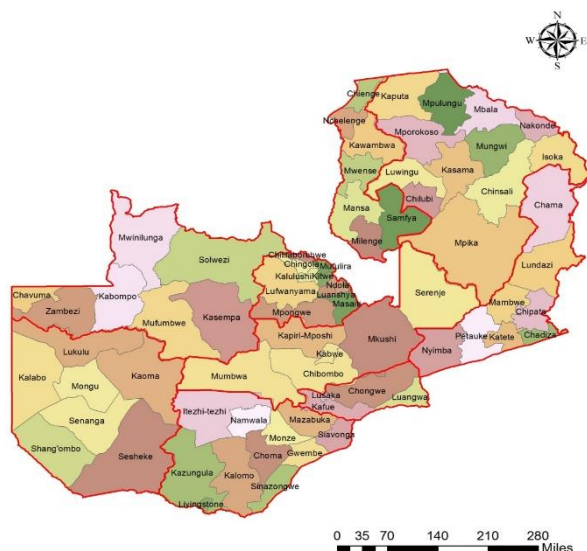 N
W E
S
Chienge
Kaputa
Mpulungu
Mbala
Nchelenge
Nakonde
Mporokoso
Kawambwa
Mungwi
Isoka
Mwense
Luwingu
Kasama
Chinsali
Chilubi
Mansa
Samfya
Chama
Milenge
Mpika
Mwinilunga
Solwezi
Chililabombwe
Chingola
Mufulira
Kalulushi
Kitwe
Ndola
Lufwanyama
Luanshya
Masaiti
Mpongwe
Lundazi
Serenje
Mambwe
Chipata
Chavuma
Zambezi
Kabompo
Mufumbwe
Kasempa
Kapiri-Mposhi
Mkushi
Nyimba
Petauke
Katete
Chadiza
Lukulu
Kabwe
Kalabo
Kaoma
Mumbwa
Chibombo
Mongu
Chongwe
Lusaka
Luangwa
Kafue
Itezhi-tezhi
Namwala
Mazabuka
Senanga
Monze
Siavonga
Shang'ombo
Sesheke
Kazungula
Choma
Gwembe
Kalomo
Sinazongwe
Livingstone
0 35 70 140 210 280
Miles